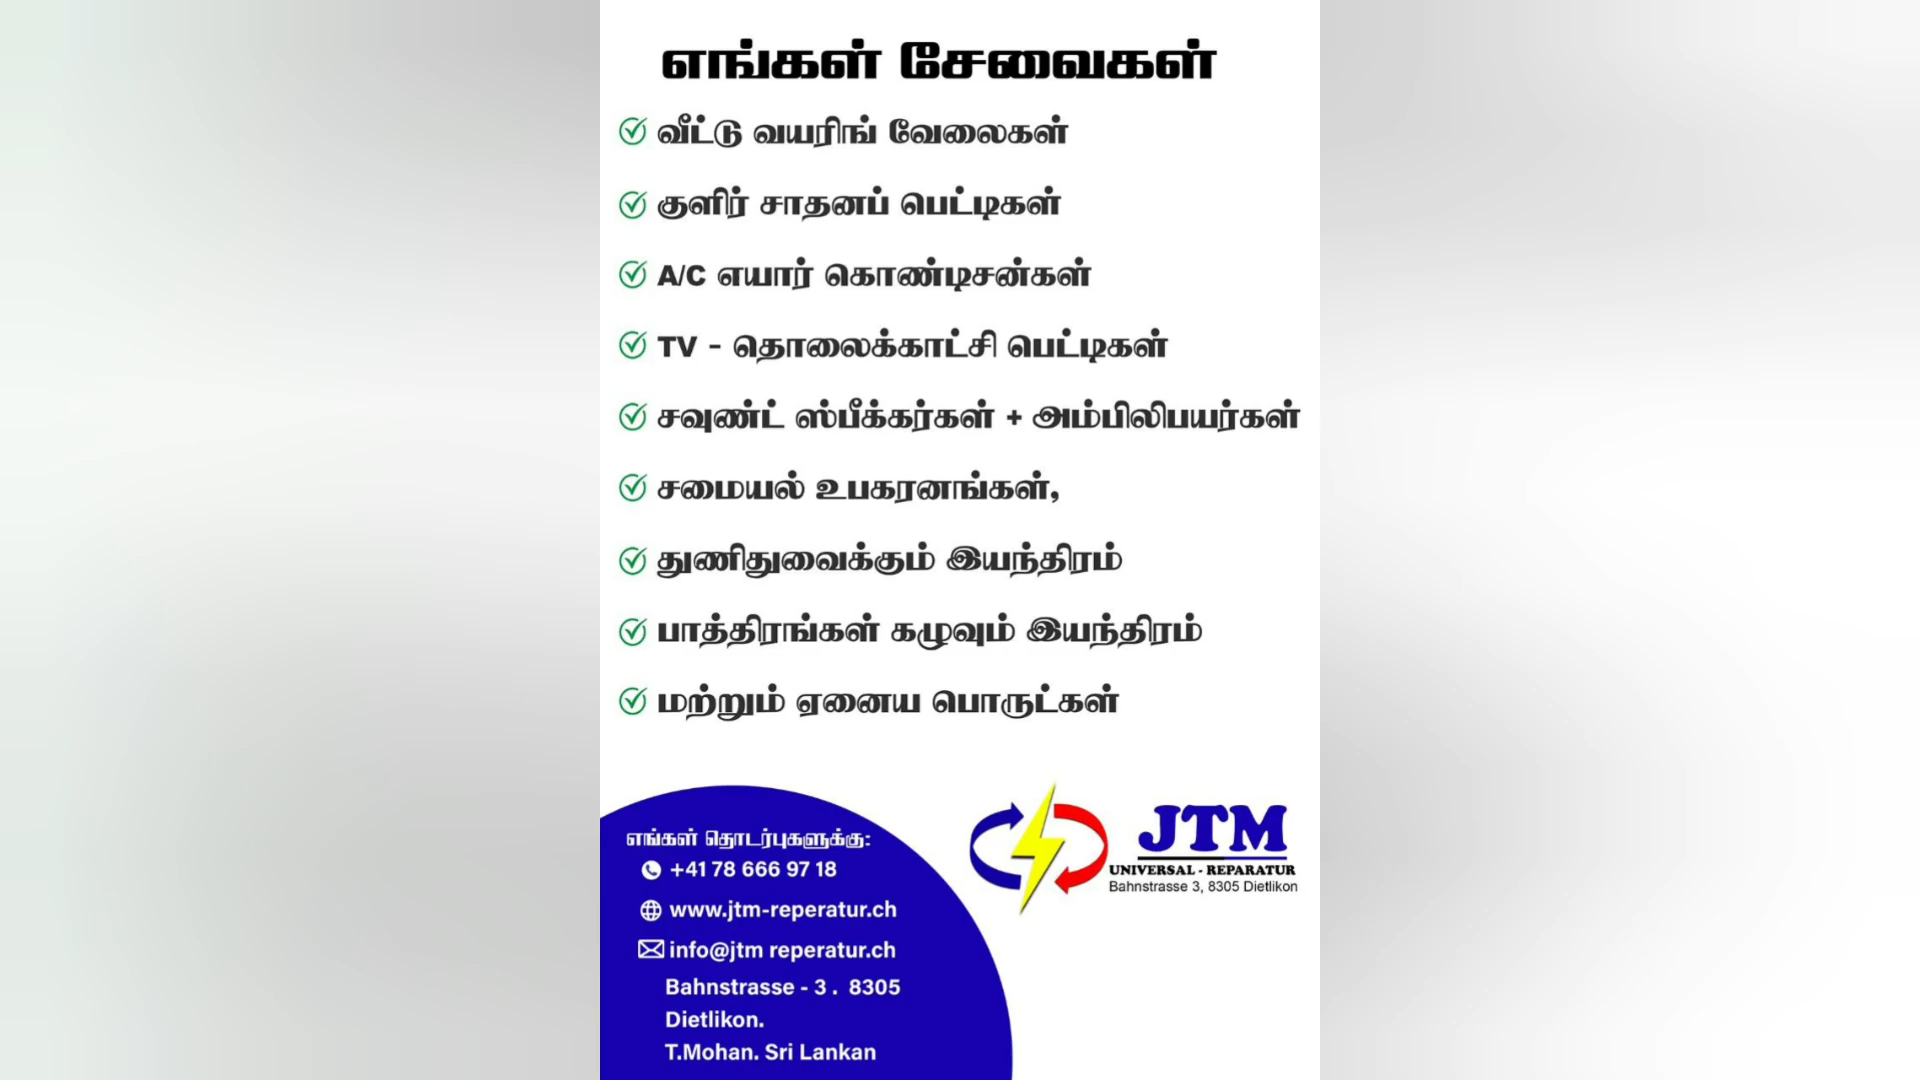 எங்கள் சேவைகள்
வீட்டு வயரிங் வேலைகள்
குளிர் சாதனப் பெட்டிகள்
A/C எயார் கொண்டிசன்கள்
TV - தொலைக்காட்சி பெட்டிகள்
சவுண்ட் ஸ்பீக்கர்கள் + அம்பிலிபயர்கள்
சமையல் உபகரனங்கள்,
துணிதுவைக்கும் இயந்திரம்
பாத்திரங்கள் கழுவும் இயந்திரம்
மற்றும் ஏனைய பொருட்கள்
எங்கள் தொடர்புகளுக்கு:
+41 78 666 97 18
www.jtm-reperatur.ch
info@jtm reperatur.ch
Bahnstrasse - 3 . 8305
Dietlikon.
T.Mohan. Sri Lankan
JTM
UNIVERSAL - REPARATUR
Bahnstrasse 3, 8305 Dietlikon